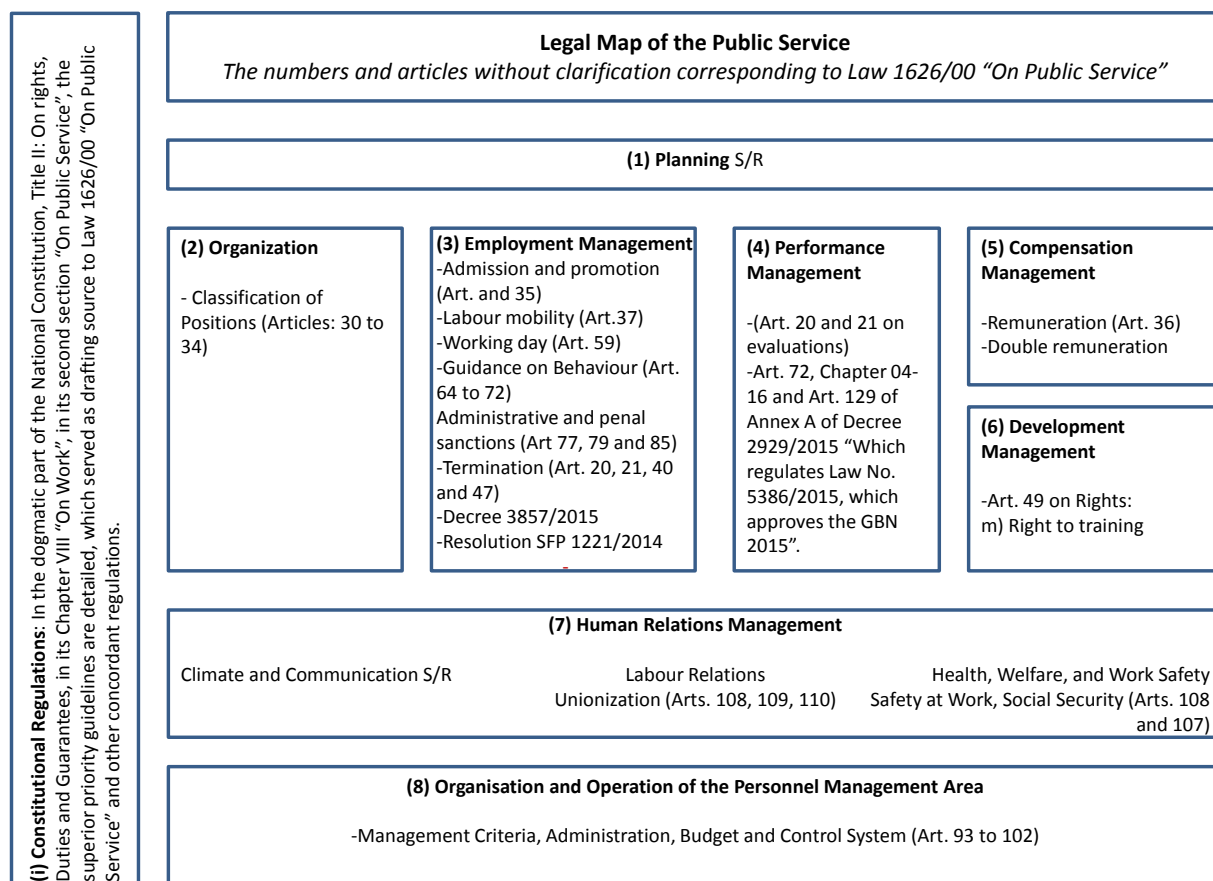 (i) Constitutional Regulations: In the dogmatic part of the National Constitution, Title II: On rights,
Duties and Guarantees, in its Chapter VIII “On Work”, in its second section “On Public Service”, the
superior priority guidelines are detailed, which served as drafting source to Law 1626/00 “On Public
Service” and other concordant regulations.
Legal Map of the Public Service
The numbers and articles without clarification corresponding to Law 1626/00 “On Public Service”
(1) Planning S/R
(2) Organization
- Classification of
Positions (Articles: 30 to
34)
(3) Employment Management
-Admission and promotion
(Art. and 35)
-Labour mobility (Art.37)
-Working day (Art. 59)
-Guidance on Behaviour (Art.
64 to 72)
Administrative and penal
sanctions (Art 77, 79 and 85)
-Termination (Art. 20, 21, 40
and 47)
-Decree 3857/2015
-Resolution SFP 1221/2014
-
(4) Performance
Management
-(Art. 20 and 21 on
evaluations)
-Art. 72, Chapter 04-
16 and Art. 129 of
Annex A of Decree
2929/2015 “Which
regulates Law No.
5386/2015, which
approves the GBN
2015”.
(5) Compensation
Management
-Remuneration (Art. 36)
-Double remuneration
(6) Development
Management
-Art. 49 on Rights:
m) Right to training
(7) Human Relations Management
Climate and Communication S/R
Labour Relations
Unionization (Arts. 108, 109, 110)
Health, Welfare, and Work Safety
Safety at Work, Social Security (Arts. 108
and 107)
(8) Organisation and Operation of the Personnel Management Area
-Management Criteria, Administration, Budget and Control System (Art. 93 to 102)